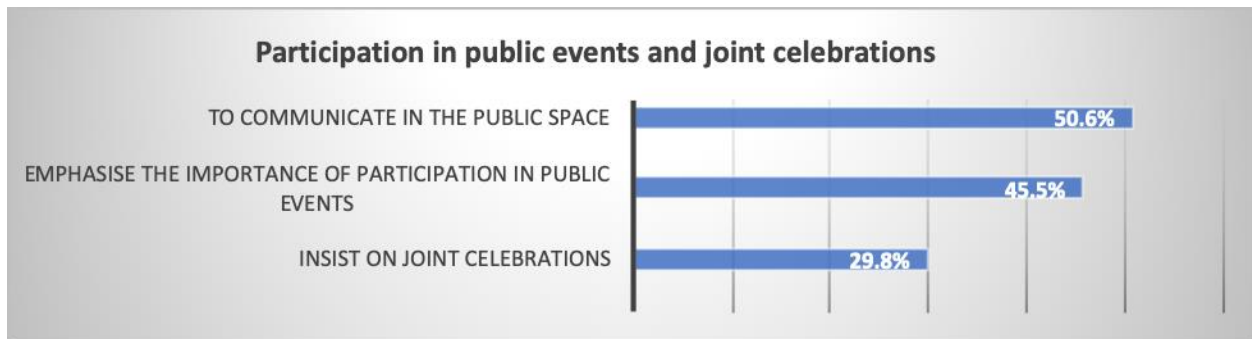 Participation in public events and joint celebrations
TO COMMUNICATE IN THE PUBLIC SPACE
50.6%
EMPHASISE THE IMPORTANCE OF PARTICIPATION IN PUBLIC
EVENTS
45.5%
INSIST ON JOINT CELEBRATIONS
29.8%